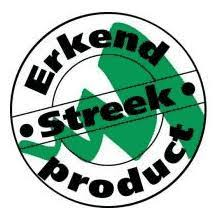 Erkend
• Streek •
product